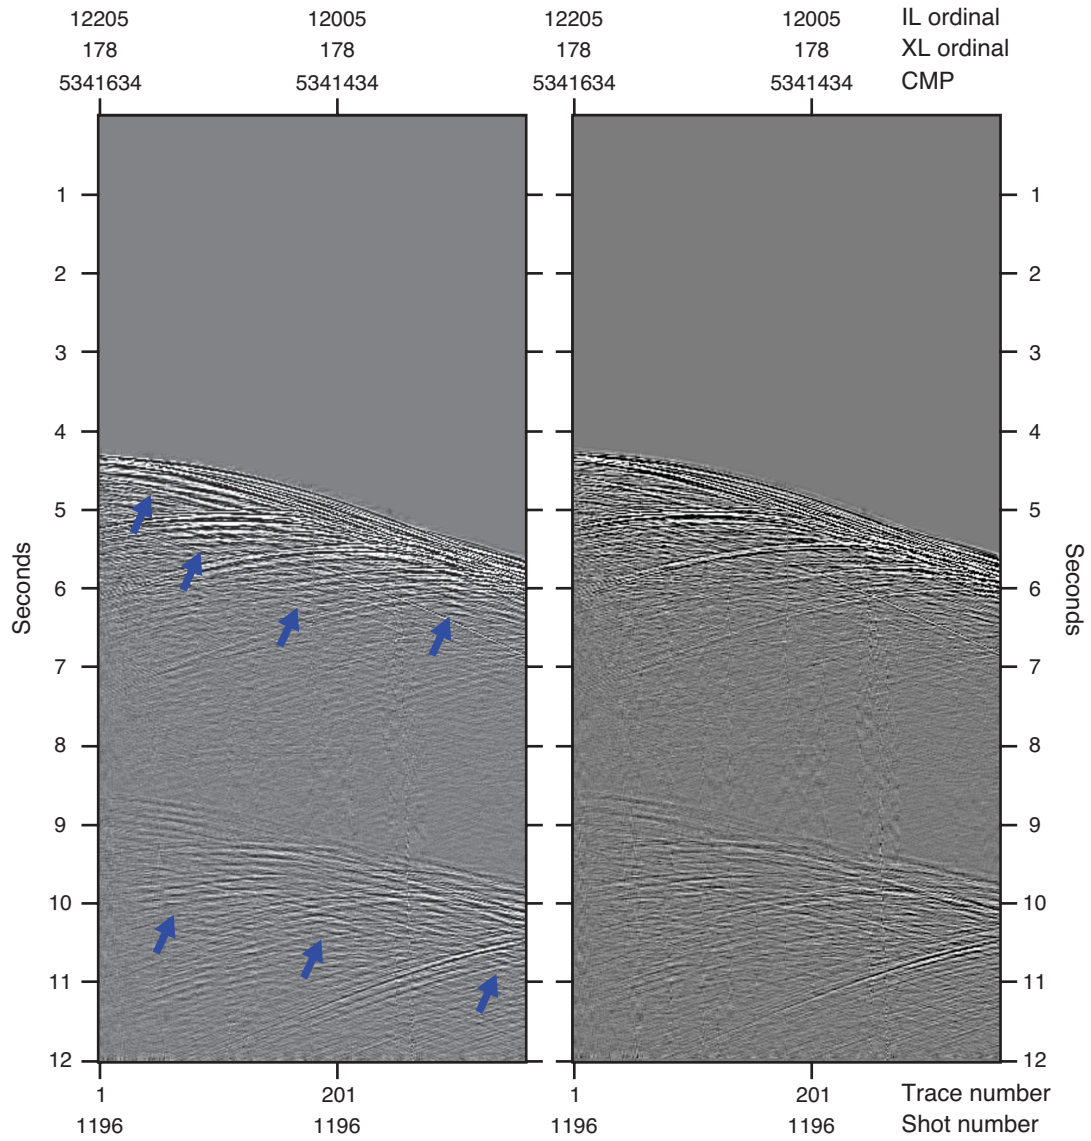 12205 12005 12205 12005 IL ordinal
178 178 178 178 XL ordinal
5341634 5341434 5341634 5341434 CMP
1 1
2 2
3 3
4 4
5 5
6 6
7 7
8 8
9 9
10 10
11 11
12 12
Seconds Seconds
1 201 1 201 Trace number
1196 1196 1196 1196 Shot number